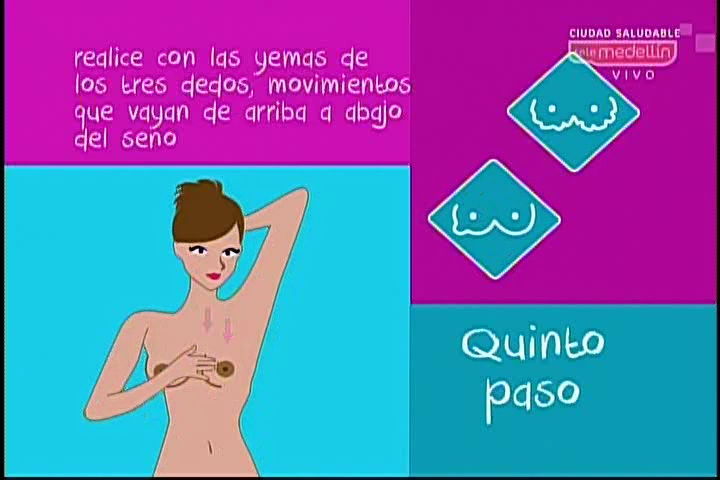 realice con las yemas de
los tres dedos, movimientos
que vayan de arriba a abajo
del seno
CIUDAD SALUDABLE
telemedellín
VIVO
Quinto
paso